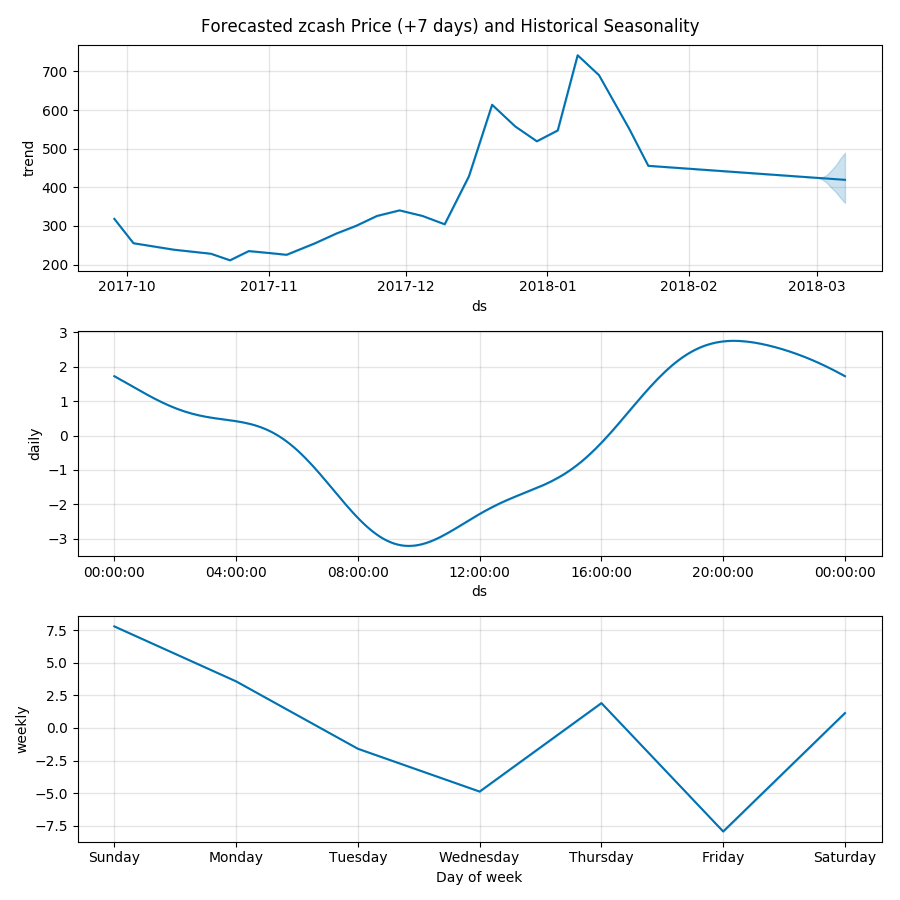 Forecasted zcash Price (+7 days) and Historical Seasonality
trend
700
600
500
400
300
200
2017-10 2017-11 2017-12 2018-01 2018-02 2018-03
ds
daily
3
2
1
0
−1
−2
−3
00:00:00 04:00:00 08:00:00 12:00:00 16:00:00 20:00:00 00:00:00
ds
weekly
7.5
5.0
2.5
0.0
−2.5
−5.0
−7.5
Sunday Monday Tuesday Wednesday Thursday Friday Saturday
Day of week